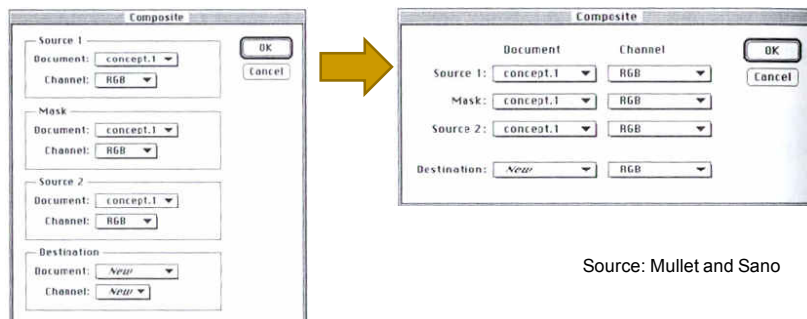 Composite
Source 1
Document: concept.1
Channel: RGB
OK
Cancel
Mask
Document: concept.1
Channel: RGB
Source 2
Document: concept.1
Channel: RGB
Destination
Document: New
Channel: New
Composite
Document Channel
Source 1: concept.1 RGB
Mask: concept.1 RGB
Source 2: concept.1 RGB
Destination: New RGB
OK
Cancel
Source: Mullet and Sano